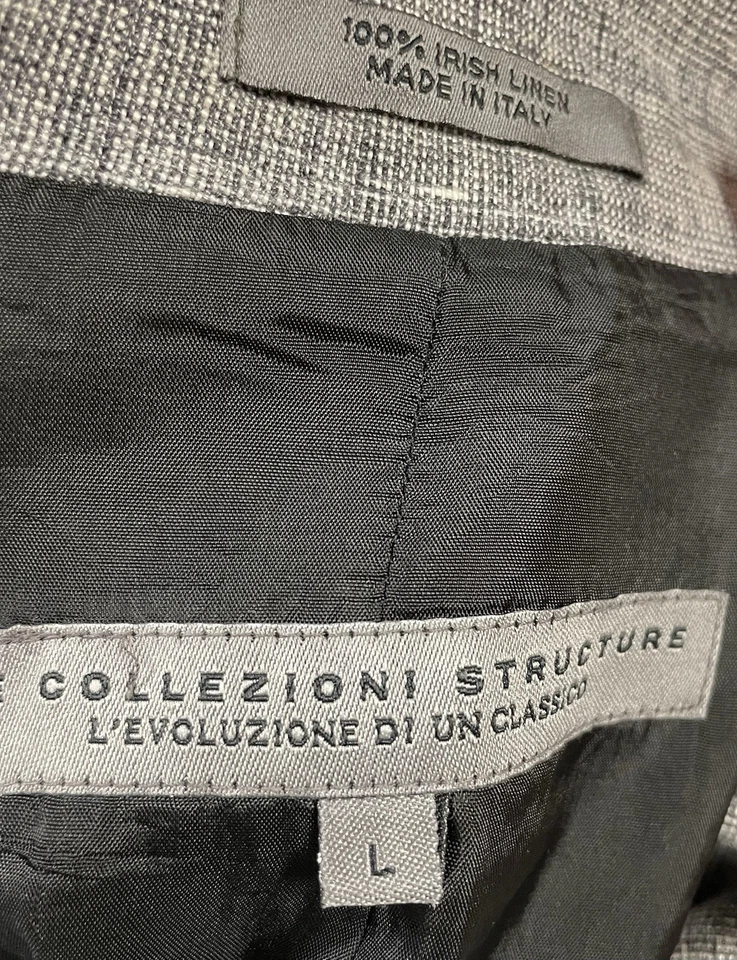 100% IRISH LINEN
MADE IN ITALY
E COLLEZIONI STRUCTURE
L'EVOLUZIONE DI UN CLASSICO
L